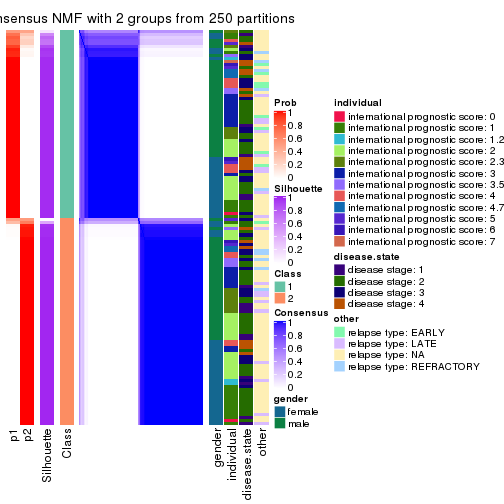 nsensus NMF with 2 groups from 250 partitions
Prob
1
0.8
0.6
0.4
0.2
0
Silhouette
1
0.8
0.6
0.4
0.2
0
Class
1
2
Consensus
1
0.8
0.6
0.4
0.2
0
gender
female
male
individual
international prognostic score: 0
international prognostic score: 1
international prognostic score: 1.2
international prognostic score: 2
international prognostic score: 2.3
international prognostic score: 3
international prognostic score: 3.5
international prognostic score: 4
international prognostic score: 4.7
international prognostic score: 5
international prognostic score: 6
international prognostic score: 7
disease.state
disease stage: 1
disease stage: 2
disease stage: 3
disease stage: 4
other
relapse type: EARLY
relapse type: LATE
relapse type: NA
relapse type: REFRACTORY
p1
p2
Silhouette
Class
gender
individual
disease.state
other